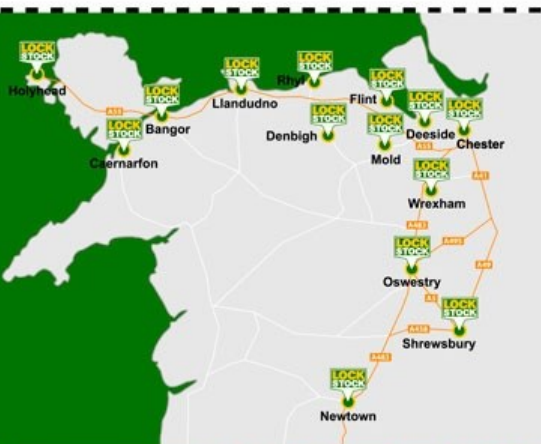 LOCK
STOCK
Holyhead
LOCK
STOCK
Bangor
LOCK
STOCK
Caernarfon
LOCK
STOCK
Llandudno
LOCK
STOCK
Rhyl
LOCK
STOCK
Denbigh
LOCK
STOCK
Flint
LOCK
STOCK
Mold
LOCK
STOCK
Deeside
LOCK
STOCK
Chester
A55
A55
A41
LOCK
STOCK
Wrexham
A483
A495
LOCK
STOCK
Oswestry
A49
A5
LOCK
STOCK
Shrewsbury
A458
A483
LOCK
STOCK
Newtown